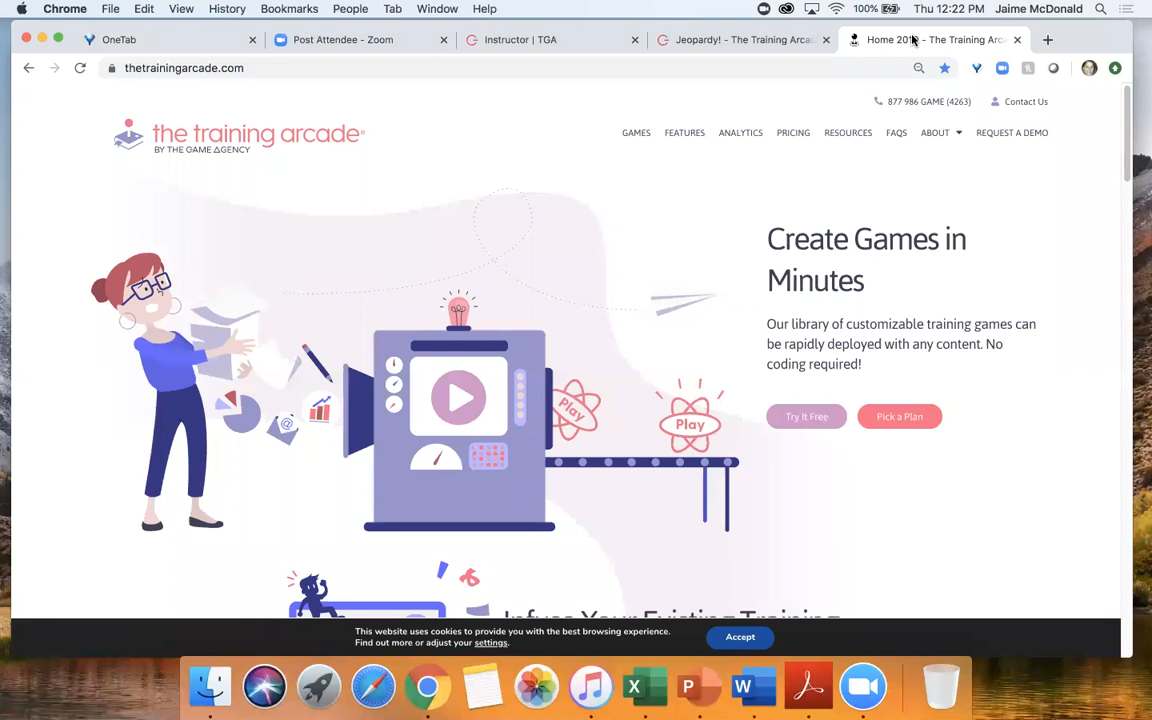 Chrome File Edit View History Bookmarks People Tab Window Help 100% Thu 12:22 PM Jaime McDonald
OneTab Post Attendee - Zoom Instructor | TGA Jeopardy! - The Training Arca Home 201 - The Training Arc
thetrainingarcade.com
877 986 GAME (4263) Contact Us
the training arcade®
BY THE GAME AGENCY
GAMES FEATURES ANALYTICS PRICING RESOURCES FAQS ABOUT REQUEST A DEMO
Create Games in
Minutes
Our library of customizable training games can
be rapidly deployed with any content. No
coding required!
Try It Free Pick a Plan
Play
Play
@
Infuse Your Existing Training
This website uses cookies to provide you with the best browsing experience.
Find out more or adjust your settings.
Accept
X P W